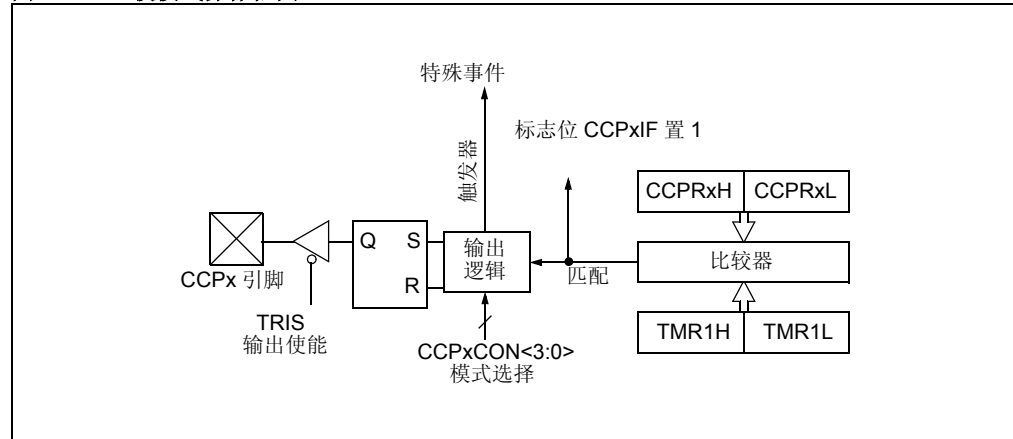 特殊事件
标志位 CCPxIF 置 1
触发器
CCPRxH CCPRxL
Q S
R
输出
逻辑
匹配
比较器
CCPx 引脚
TRIS
输出使能
TMR1H TMR1L
CCPxCON<3:0>
模式选择